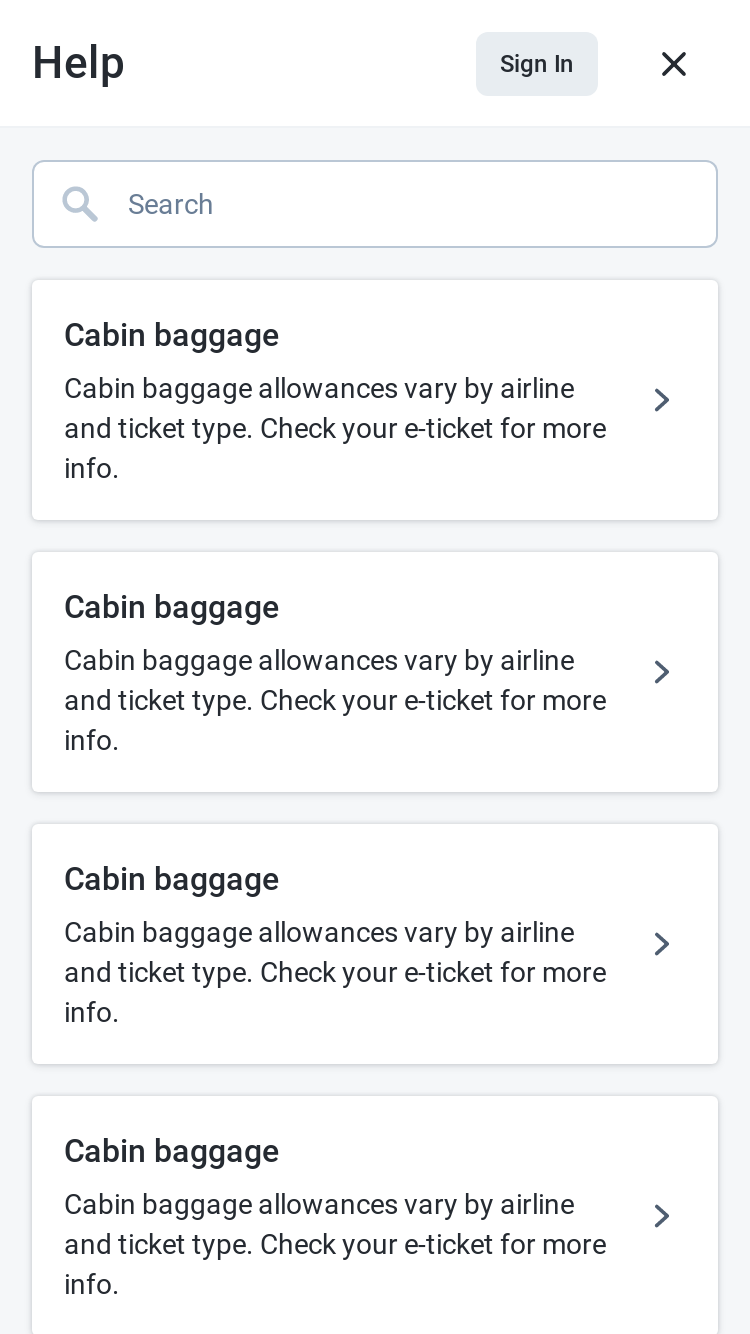 Help
Sign In
Search
Cabin baggage
Cabin baggage allowances vary by airline
and ticket type. Check your e-ticket for more
info.
Cabin baggage
Cabin baggage allowances vary by airline
and ticket type. Check your e-ticket for more
info.
Cabin baggage
Cabin baggage allowances vary by airline
and ticket type. Check your e-ticket for more
info.
Cabin baggage
Cabin baggage allowances vary by airline
and ticket type. Check your e-ticket for more
info.